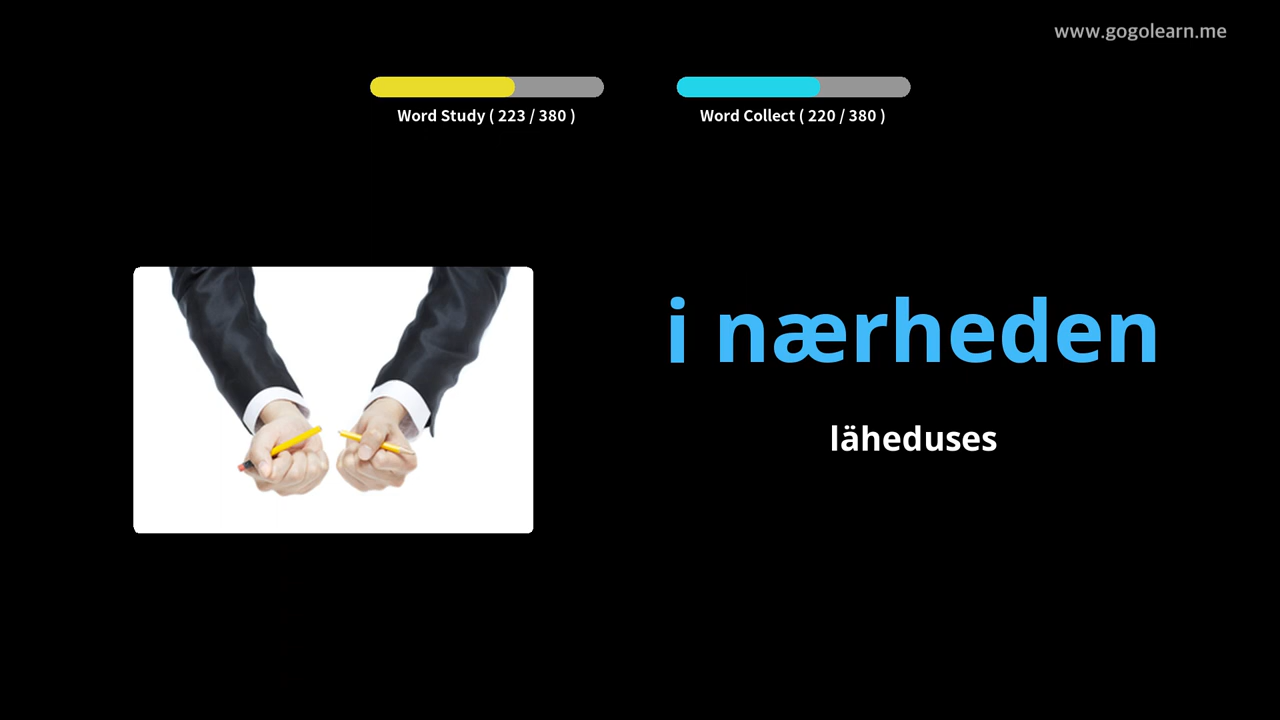 www.gogolearn.me
Word Study ( 223 / 380 )
Word Collect ( 220 / 380 )
i nærheden
läheduses